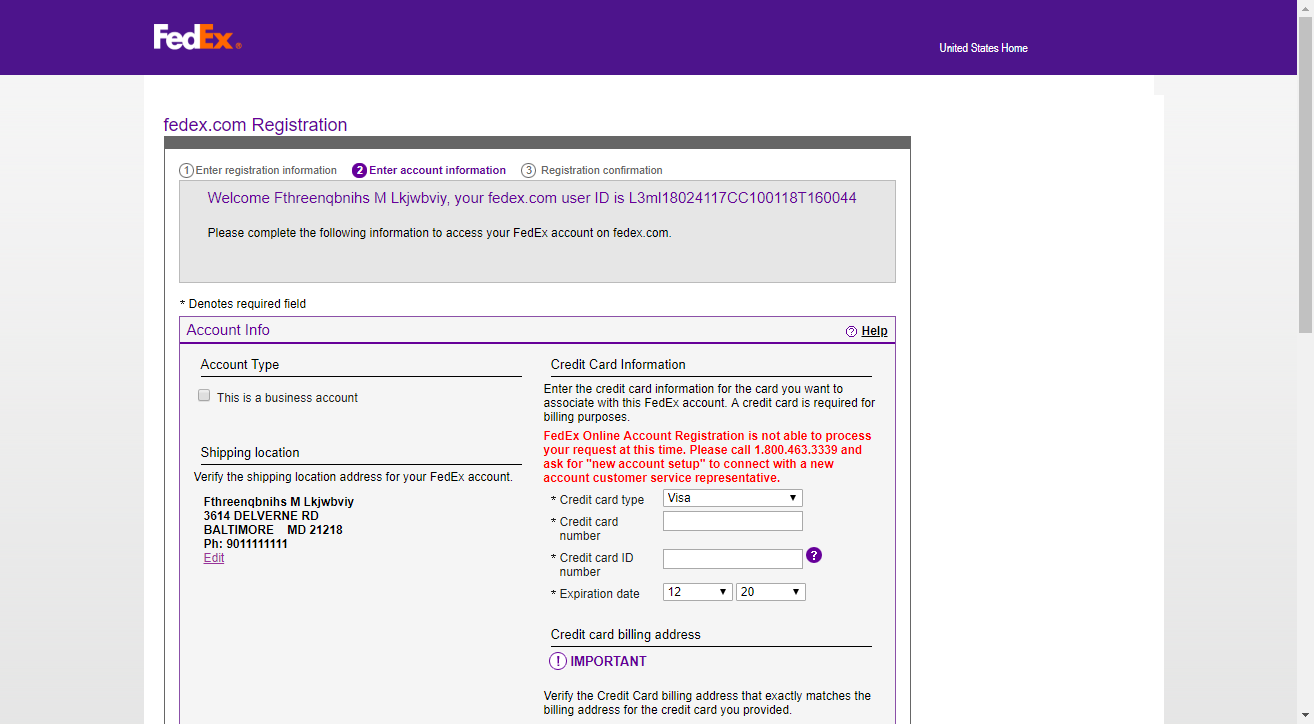 FedEx®
United States Home
fedex.com Registration
1 Enter registration information 2 Enter account information 3 Registration confirmation
Welcome Fthreenqbnihs M Lkjwbviy, your fedex.com user ID is L3ml18024117CC100118T160044
Please complete the following information to access your FedEx account on fedex.com.
* Denotes required field
Account Info
? Help
Account Type
This is a business account
Shipping location
Verify the shipping location address for your FedEx account.
Fthreenqbnihs M Lkjwbviy
3614 DELVERNE RD
BALTIMORE MD 21218
Ph: 9011111111
Edit
Credit Card Information
Enter the credit card information for the card you want to
associate with this FedEx account. A credit card is required for
billing purposes.
FedEx Online Account Registration is not able to process
your request at this time. Please call 1.800.463.3339 and
ask for "new account setup" to connect with a new
account customer service representative.
* Credit card type Visa
* Credit card
number
* Credit card ID ?
number
* Expiration date 12 20
Credit card billing address
! IMPORTANT
Verify the Credit Card billing address that exactly matches the
billing address for the credit card you provided.